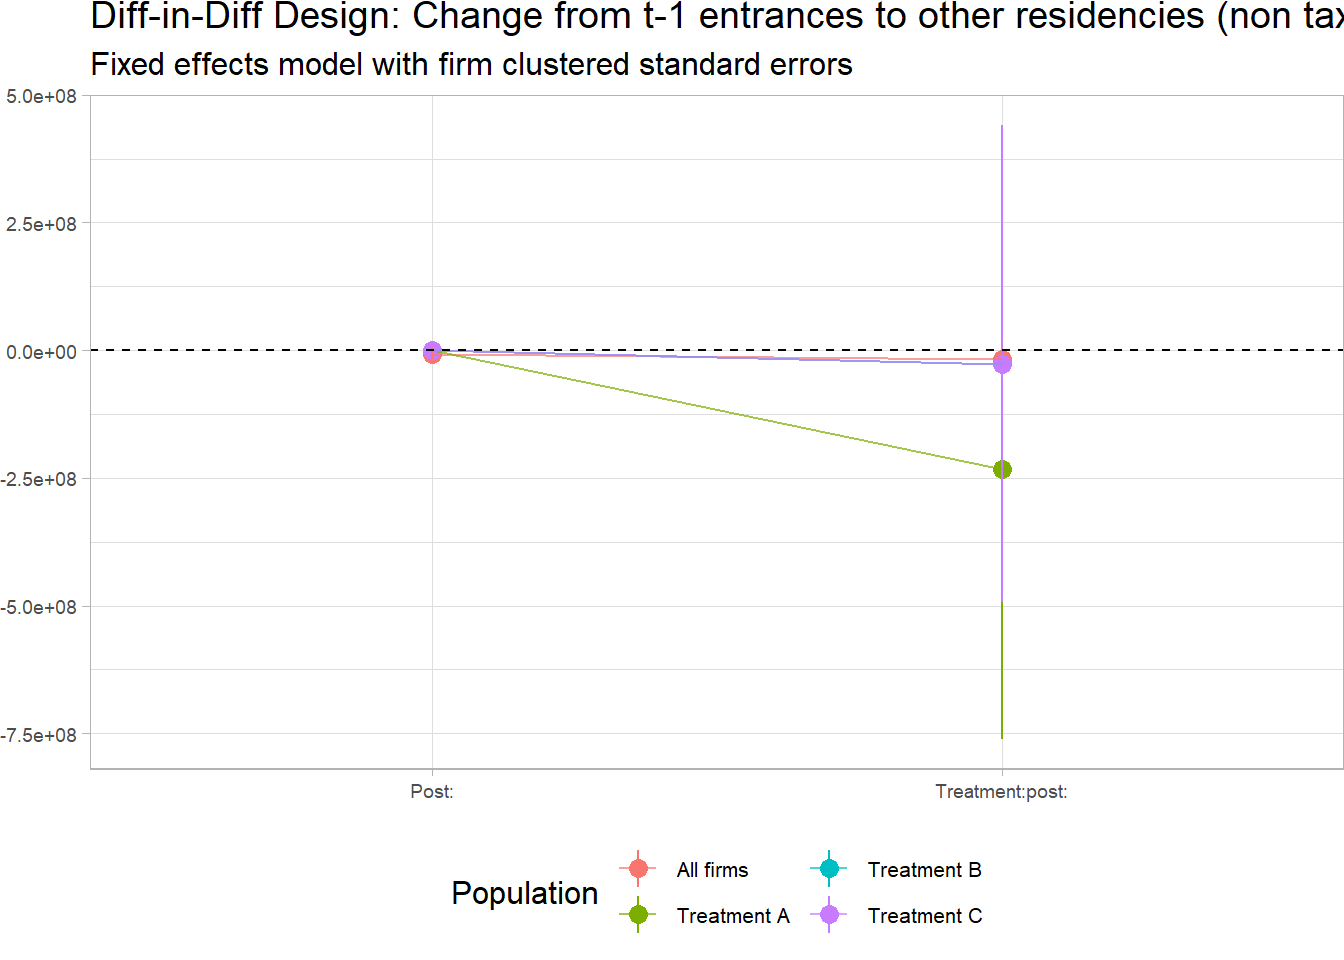 Diff-in-Diff Design: Change from t-1 entrances to other residencies (non tax
Fixed effects model with firm clustered standard errors
5.0e+08
2.5e+08
0.0e+00
-2.5e+08
-5.0e+08
-7.5e+08
Post:
Treatment:post:
Population
All firms
Treatment B
Treatment A
Treatment C